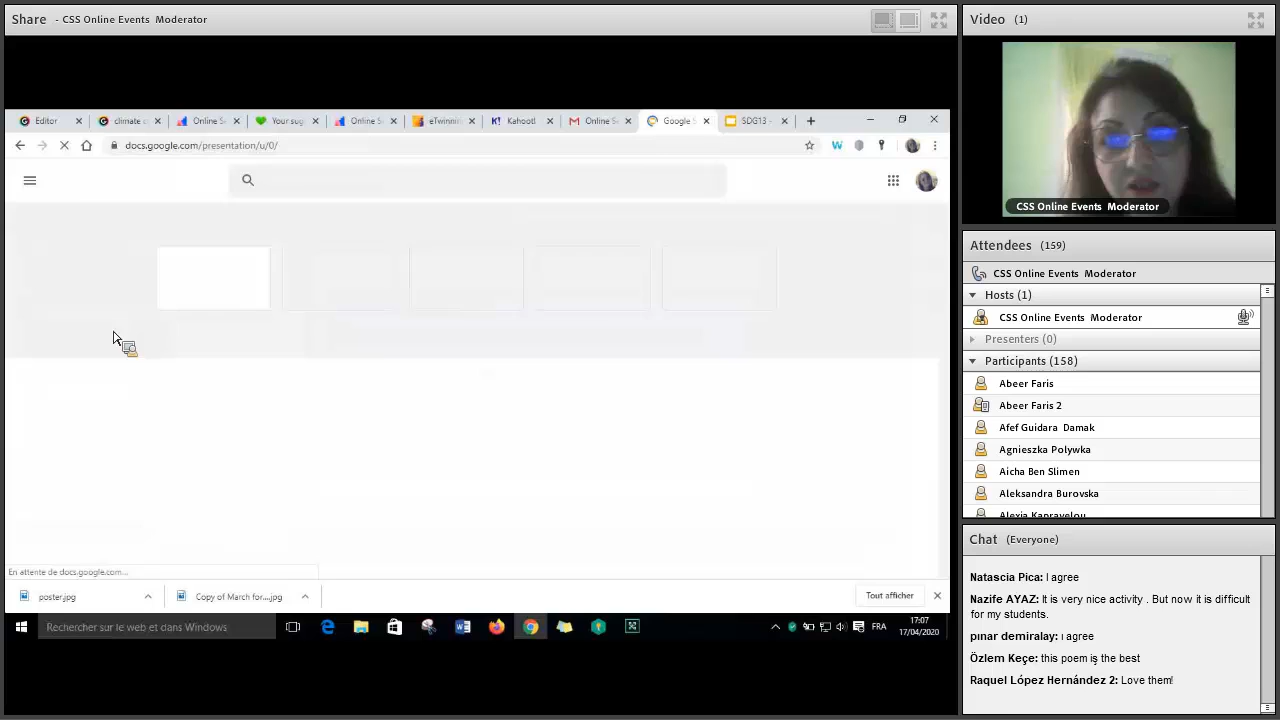 Share - CSS Online Events Moderator
Video (1)
Editor
climate c
Online S
Your sug
Online S
eTwinnin
Kahoot!
Online S
Google S
SDG13 -
docs.google.com/presentation/u/0/
CSS Online Events Moderator
Attendees (159)
CSS Online Events Moderator
Hosts (1)
CSS Online Events Moderator
Presenters (0)
Participants (158)
Abeer Faris
Abeer Faris 2
Afef Guidara Damak
Agnieszka Polywka
Aicha Ben Slimen
Aleksandra Burovska
Alexia Kapravelou
Chat (Everyone)
Natascia Pica: I agree
Nazife AYAZ: It is very nice activity . But now it is difficult
for my students.
pınar demiralay: ı agree
Özlem Keçe: this poem iş the best
Raquel López Hernández 2: Love them!
En attente de docs.google.com...
poster.jpg
Copy of March for....jpg
Tout afficher
Rechercher sur le web et dans Windows
FRA
17:07
17/04/2020